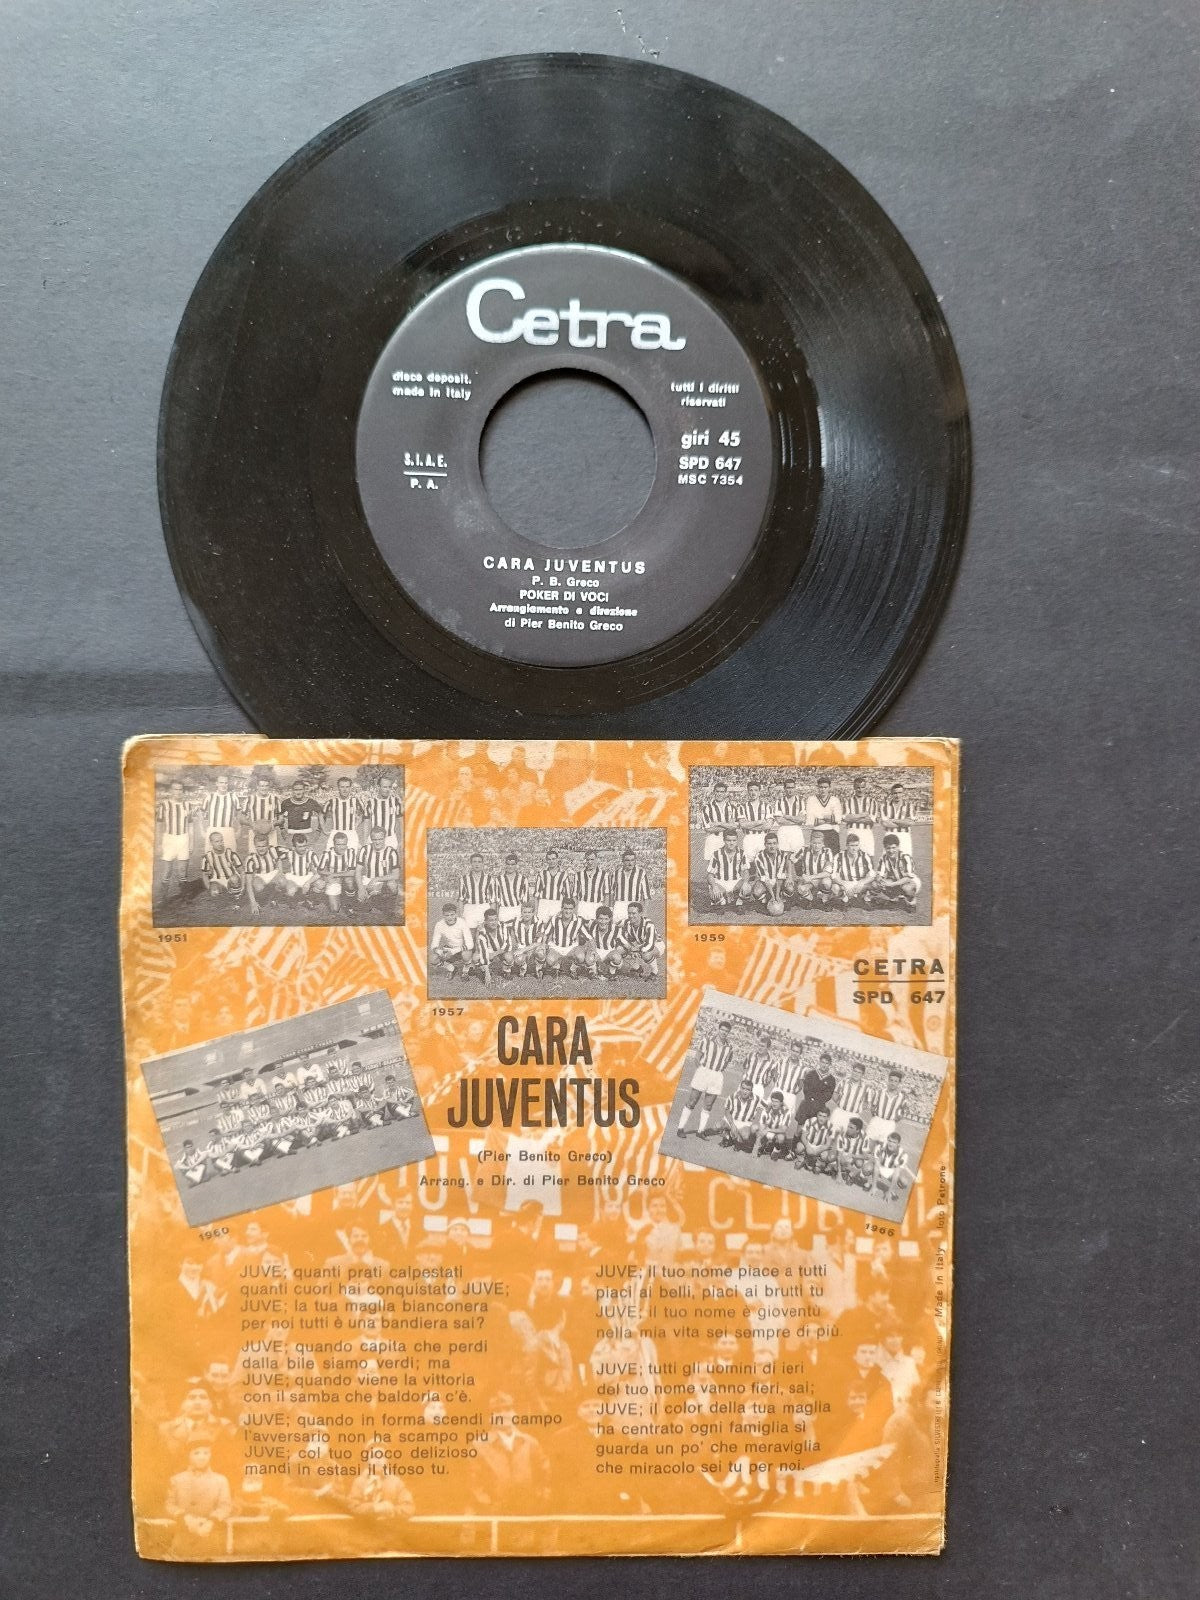 Cetra
disco deposit.
made in Italy
tutti i diritti
riservati
S.I.A.E.
P. A.
giri 45
SPD 647
MSC 7354
CARA JUVENTUS
P. B. Greco
POKER DI VOCI
Arrangiamento e direzione
di Pier Benito Greco
1951
1957
1959
CETRA
SPD 647
1960
1966
CARA
JUVENTUS
(Pier Benito Greco)
Arrang. e Dir. di Pier Benito Greco
JUVE; quanti prati calpestati
quanti cuori hai conquistato JUVE;
JUVE; la tua maglia bianconera
per noi tutti è una bandiera sai?
JUVE; quando capita che perdi
dalla bile siamo verdi; ma
JUVE; quando viene la vittoria
con il samba che baldoria c'è.
JUVE; quando in forma scendi in campo
l'avversario non ha scampo più
JUVE; col tuo gioco delizioso
mandi in estasi il tifoso tu.
JUVE; il tuo nome piace a tutti
piaci ai belli, piaci ai brutti tu
JUVE; il tuo nome è gioventù
nella mia vita sei sempre di più.
JUVE; tutti gli uomini di ieri
del tuo nome vanno fieri, sai;
JUVE; il color della tua maglia
ha centrato ogni famiglia sì
guarda un po' che meraviglia
che miracolo sei tu per noi.
Made in Italy foto Petrone